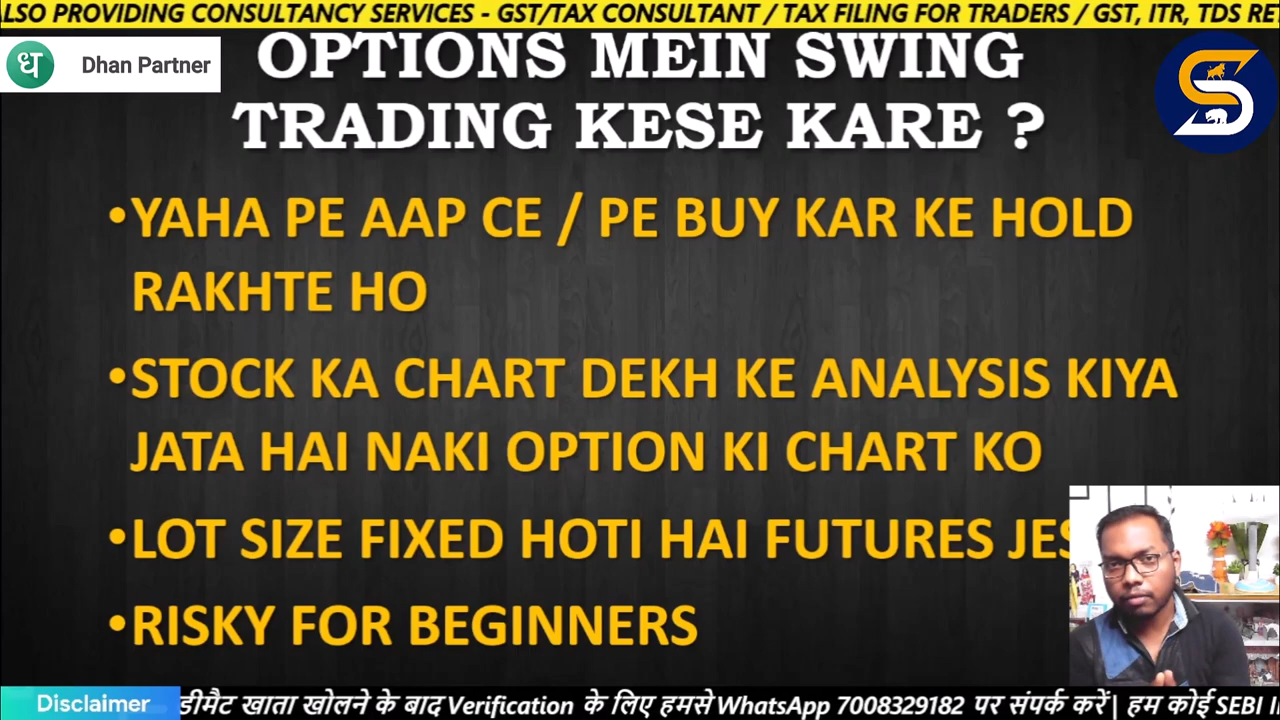 LSO PROVIDING CONSULTANCY SERVICES - GST/TAX CONSULTANT / TAX FILING FOR TRADERS / GST, ITR, TDS RE
ध Dhan Partner
OPTIONS MEIN SWING
TRADING KESE KARE ?
•YAHA PE AAP CE / PE BUY KAR KE HOLD
RAKHTE HO
•STOCK KA CHART DEKH KE ANALYSIS KIYA
JATA HAI NAKI OPTION KI CHART KO
•LOT SIZE FIXED HOTI HAI FUTURES JES
•RISKY FOR BEGINNERS
Disclaimer डीमैट खाता खोलने के बाद Verification के लिए हमसे WhatsApp 7008329182 पर संपर्क करें| हम कोई SEBI